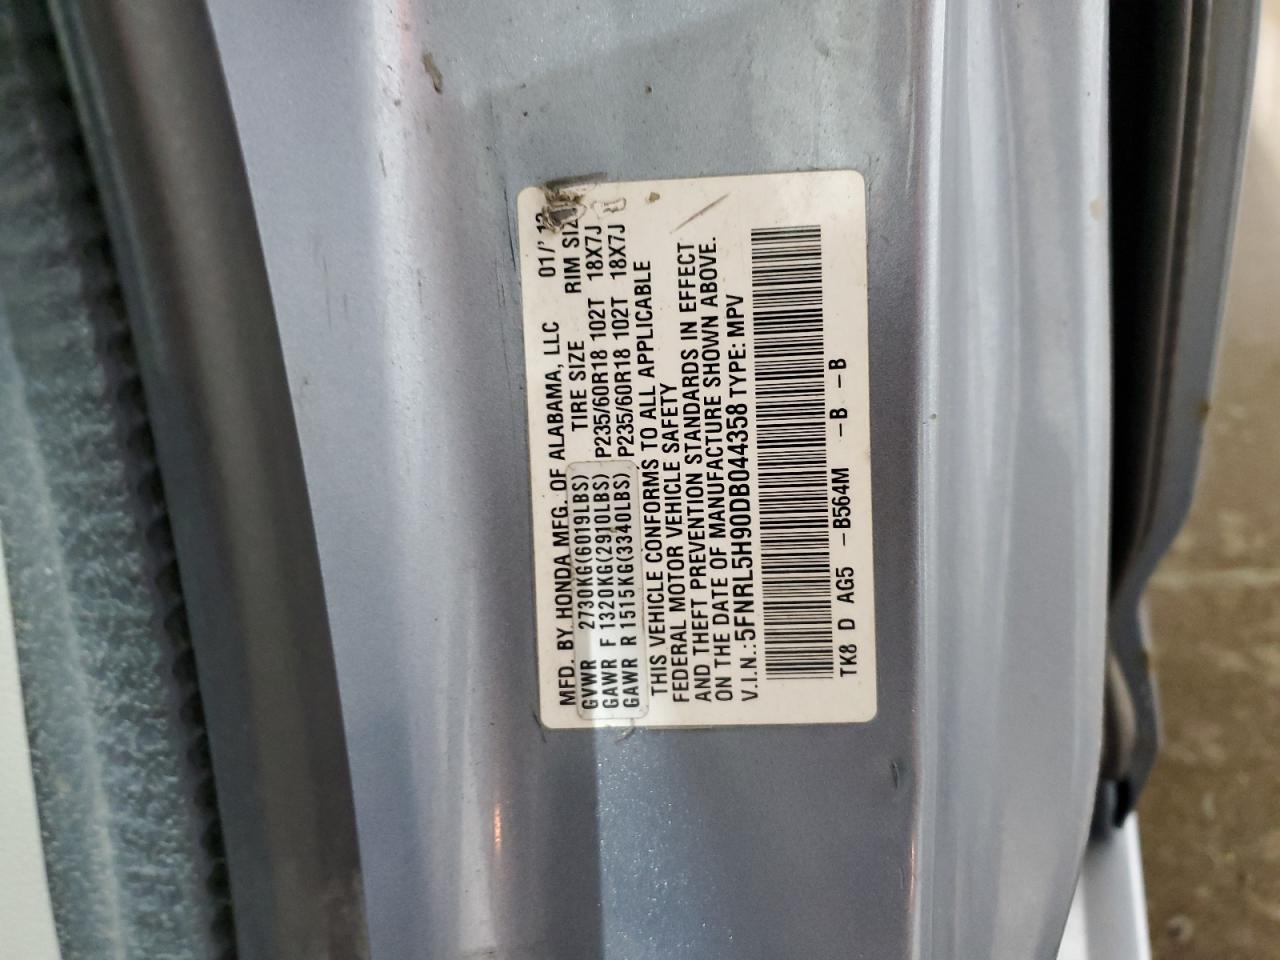 MFD. BY HONDA MFG. OF ALABAMA, LLC 01/'
GVWR 2730KG(6019LBS) TIRE SIZE RIM SIZ
GAWR F 1320KG(2910LBS) P235/60R18 102T 18X7J
GAWR R 1515KG(3340LBS) P235/60R18 102T 18X7J
THIS VEHICLE CONFORMS TO ALL APPLICABLE
FEDERAL MOTOR VEHICLE SAFETY
AND THEFT PREVENTION STANDARDS IN EFFECT
ON THE DATE OF MANUFACTURE SHOWN ABOVE.
V.I.N.:5FNRL5H90DB044358 TYPE: MPV
TK8 D AG5 -B564M -B -B